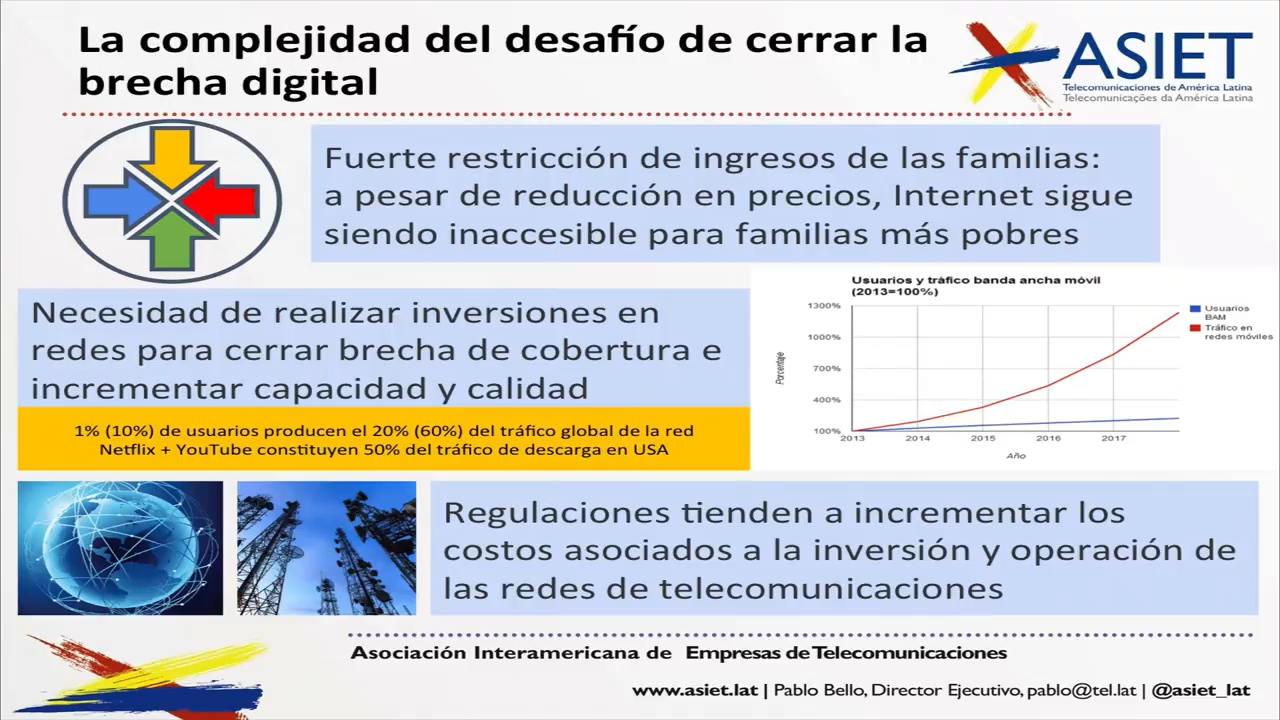 La complejidad del desafío de cerrar la
brecha digital
ASIET
Telecomunicaciones de América Latina
Telecomunicações da América Latina
Fuerte restricción de ingresos de las familias:
a pesar de reducción en precios, Internet sigue
siendo inaccesible para familias más pobres
Necesidad de realizar inversiones en
redes para cerrar brecha de cobertura e
incrementar capacidad y calidad
1% (10%) de usuarios producen el 20% (60%) del tráfico global de la red
Netflix + YouTube constituyen 50% del tráfico de descarga en USA
Usuarios y tráfico banda ancha móvil
(2013=100%)
1300%
1000%
700%
400%
100%
Porcentaje
2013 2014 2015 2016 2017
Año
Usuarios
BAM
Tráfico en
redes móviles
Regulaciones tienden a incrementar los
costos asociados a la inversión y operación de
las redes de telecomunicaciones
Asociación Interamericana de Empresas de Telecomunicaciones
www.asiet.lat | Pablo Bello, Director Ejecutivo, pablo@tel.lat | @asiet_lat